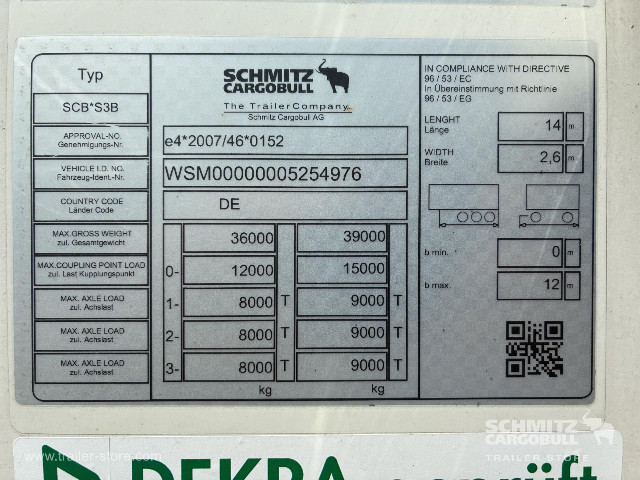 Typ
SCB*S3B
SCHMITZ
CARGOBULL
The TrailerCompany
Schmitz Cargobull AG
APPROVAL-NO.
Genehmigungs-Nr.
e4*2007/46*0152
VEHICLE I.D. NO.
Fahrzeug-Ident.-Nr.
WSM00000005254976
COUNTRY CODE
Länder Code
DE
MAX.GROSS WEIGHT
zul. Gesamtgewicht
36000
39000
MAX.COUPLING POINT LOAD
zul. Last Kupplungspunkt
0-
12000
15000
MAX. AXLE LOAD
zul. Achslast
1-
8000
T
9000
T
MAX. AXLE LOAD
zul. Achslast
2-
8000
T
9000
T
MAX. AXLE LOAD
zul. Achslast
3-
8000
T
9000
T
kg
kg
IN COMPLIANCE WITH DIRECTIVE
96 / 53 / EC
in Übereinstimmung mit Richtlinie
96 / 53 / EG
LENGHT
Länge
14 m
WIDTH
Breite
2,6 m
b min.
0 m
b max.
12 m
SCHMITZ
CARGOBULL
TRAILER STORE
www.trailer-store.com
DEKRA geprüft